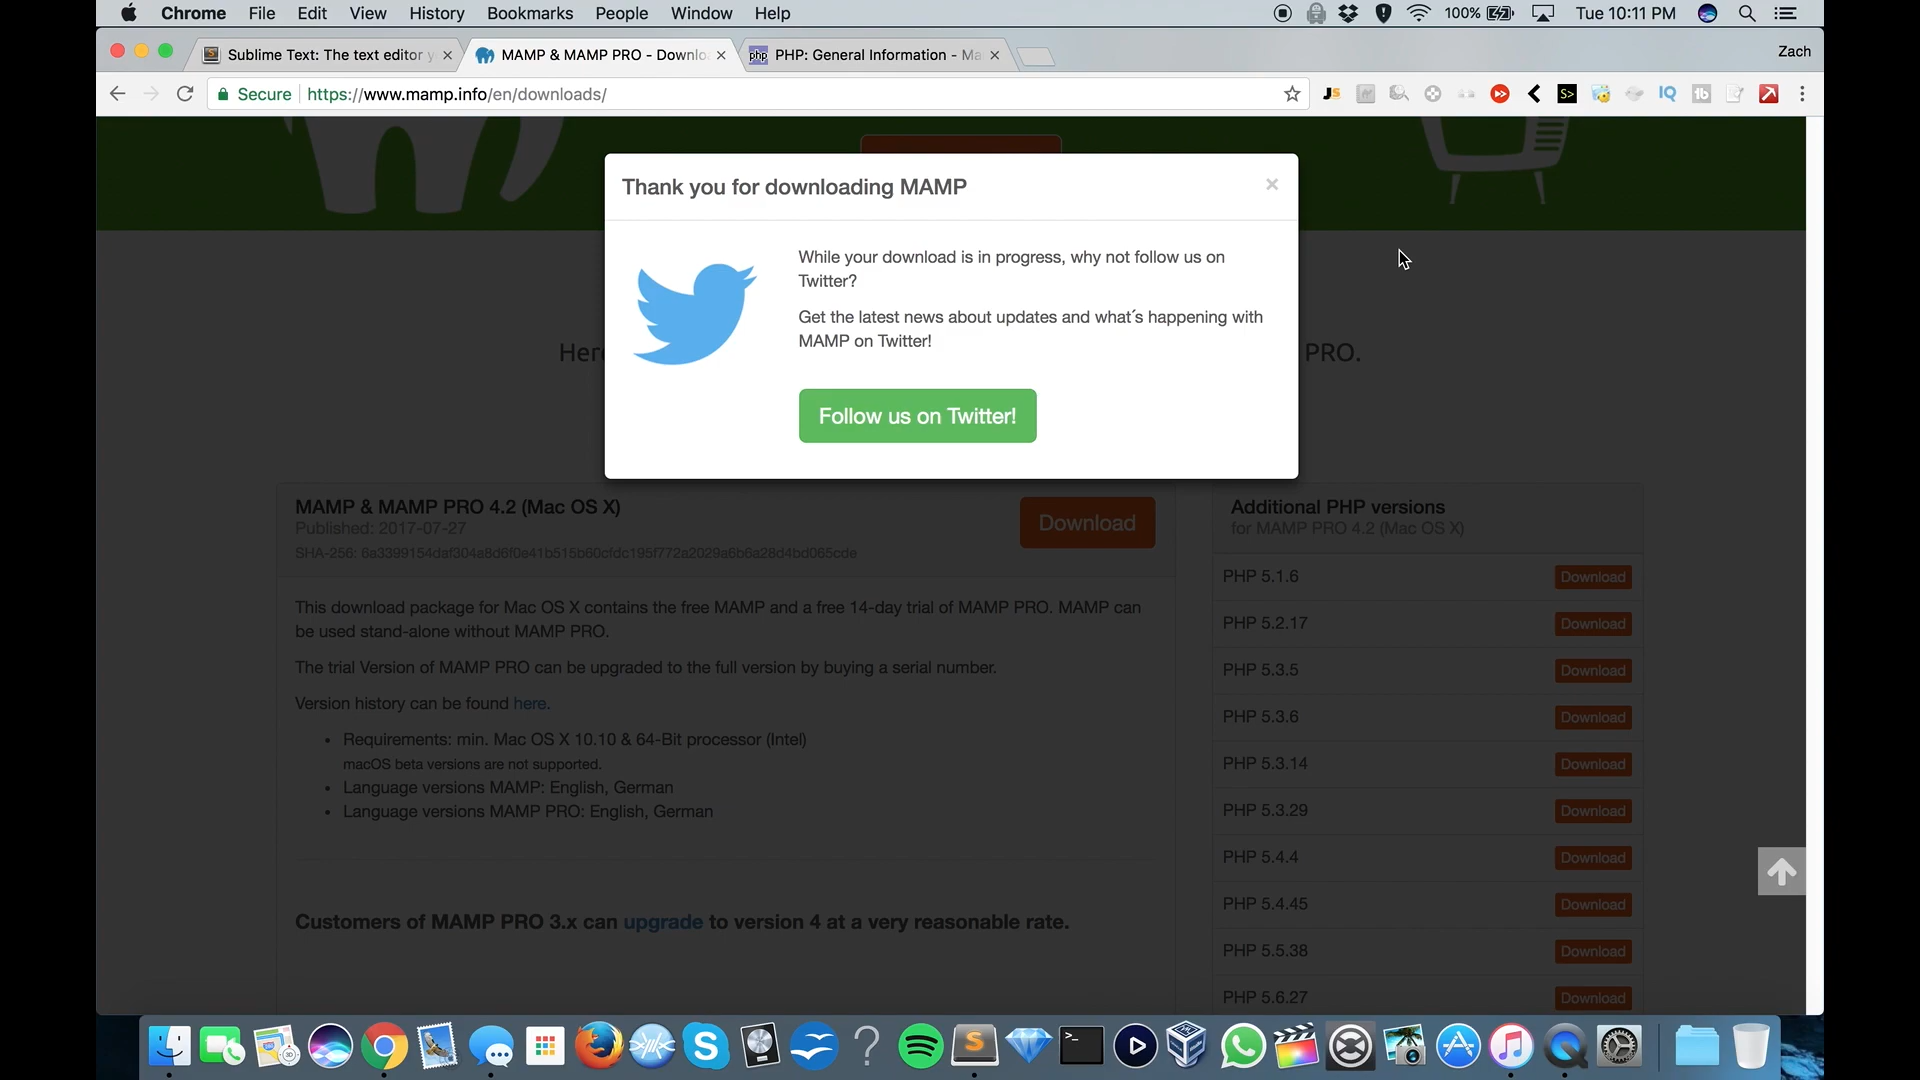 Chrome File Edit View History Bookmarks People Window Help
100% Tue 10:11 PM
Sublime Text: The text editor y
MAMP & MAMP PRO - Downlo
php PHP: General Information - Ma
Zach
Secure https://www.mamp.info/en/downloads/
JS S> IQ tb
Thank you for downloading MAMP ×
While your download is in progress, why not follow us on
Twitter?
Get the latest news about updates and what´s happening with
MAMP on Twitter!
Follow us on Twitter!
Here
PRO.
MAMP & MAMP PRO 4.2 (Mac OS X)
Published: 2017-07-27
Download
This download package for Mac OS X contains the free MAMP and a free 14-day trial of MAMP PRO. MAMP can
be used stand-alone without MAMP PRO.
The trial Version of MAMP PRO can be upgraded to the full version by buying a serial number.
Version history can be found here.
• Requirements: min. Mac OS X 10.10 & 64-Bit processor (Intel)
macOS beta versions are not supported.
• Language versions MAMP: English, German
• Language versions MAMP PRO: English, German
Customers of MAMP PRO 3.x can upgrade to version 4 at a very reasonable rate.
Additional PHP versions
for MAMP PRO 4.2 (Mac OS X)
PHP 5.1.6 Download
PHP 5.2.17 Download
PHP 5.3.5 Download
PHP 5.3.6 Download
PHP 5.3.14 Download
PHP 5.3.29 Download
PHP 5.4.4 Download
PHP 5.4.45 Download
PHP 5.5.38 Download
PHP 5.6.27 Download